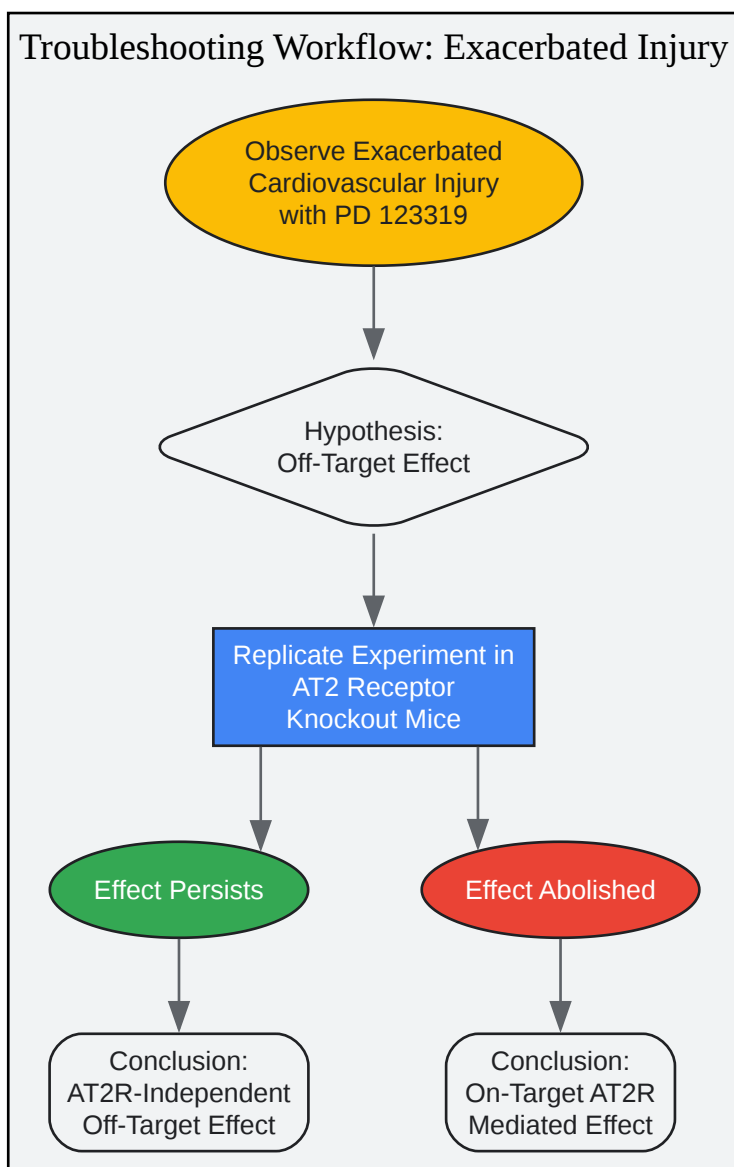 Troubleshooting Workflow: Exacerbated Injury
Observe Exacerbated
Cardiovascular Injury
with PD 123319
Hypothesis:
Off-Target Effect
Replicate Experiment in
AT2 Receptor
Knockout Mice
Effect Persists
Effect Abolished
Conclusion:
AT2R-Independent
Off-Target Effect
Conclusion:
On-Target AT2R
Mediated Effect